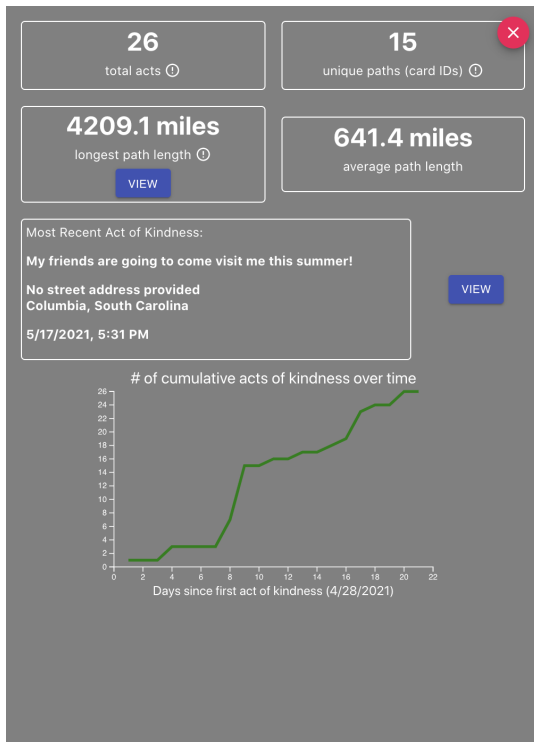 26
total acts
15
unique paths (card IDs)
4209.1 miles
longest path length
VIEW
641.4 miles
average path length
Most Recent Act of Kindness:
My friends are going to come visit me this summer!
No street address provided
Columbia, South Carolina
5/17/2021, 5:31 PM
VIEW
# of cumulative acts of kindness over time
26
24
22
20
18
16
14
12
10
8
6
4
2
0
0 2 4 6 8 10 12 14 16 18 20 22
Days since first act of kindness (4/28/2021)